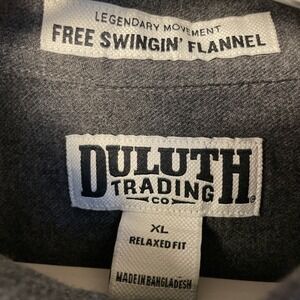 LEGENDARY MOVEMENT
FREE SWINGIN' FLANNEL
DULUTH
TRADING
CO
®
XL
RELAXED FIT
MADE IN BANGLADESH